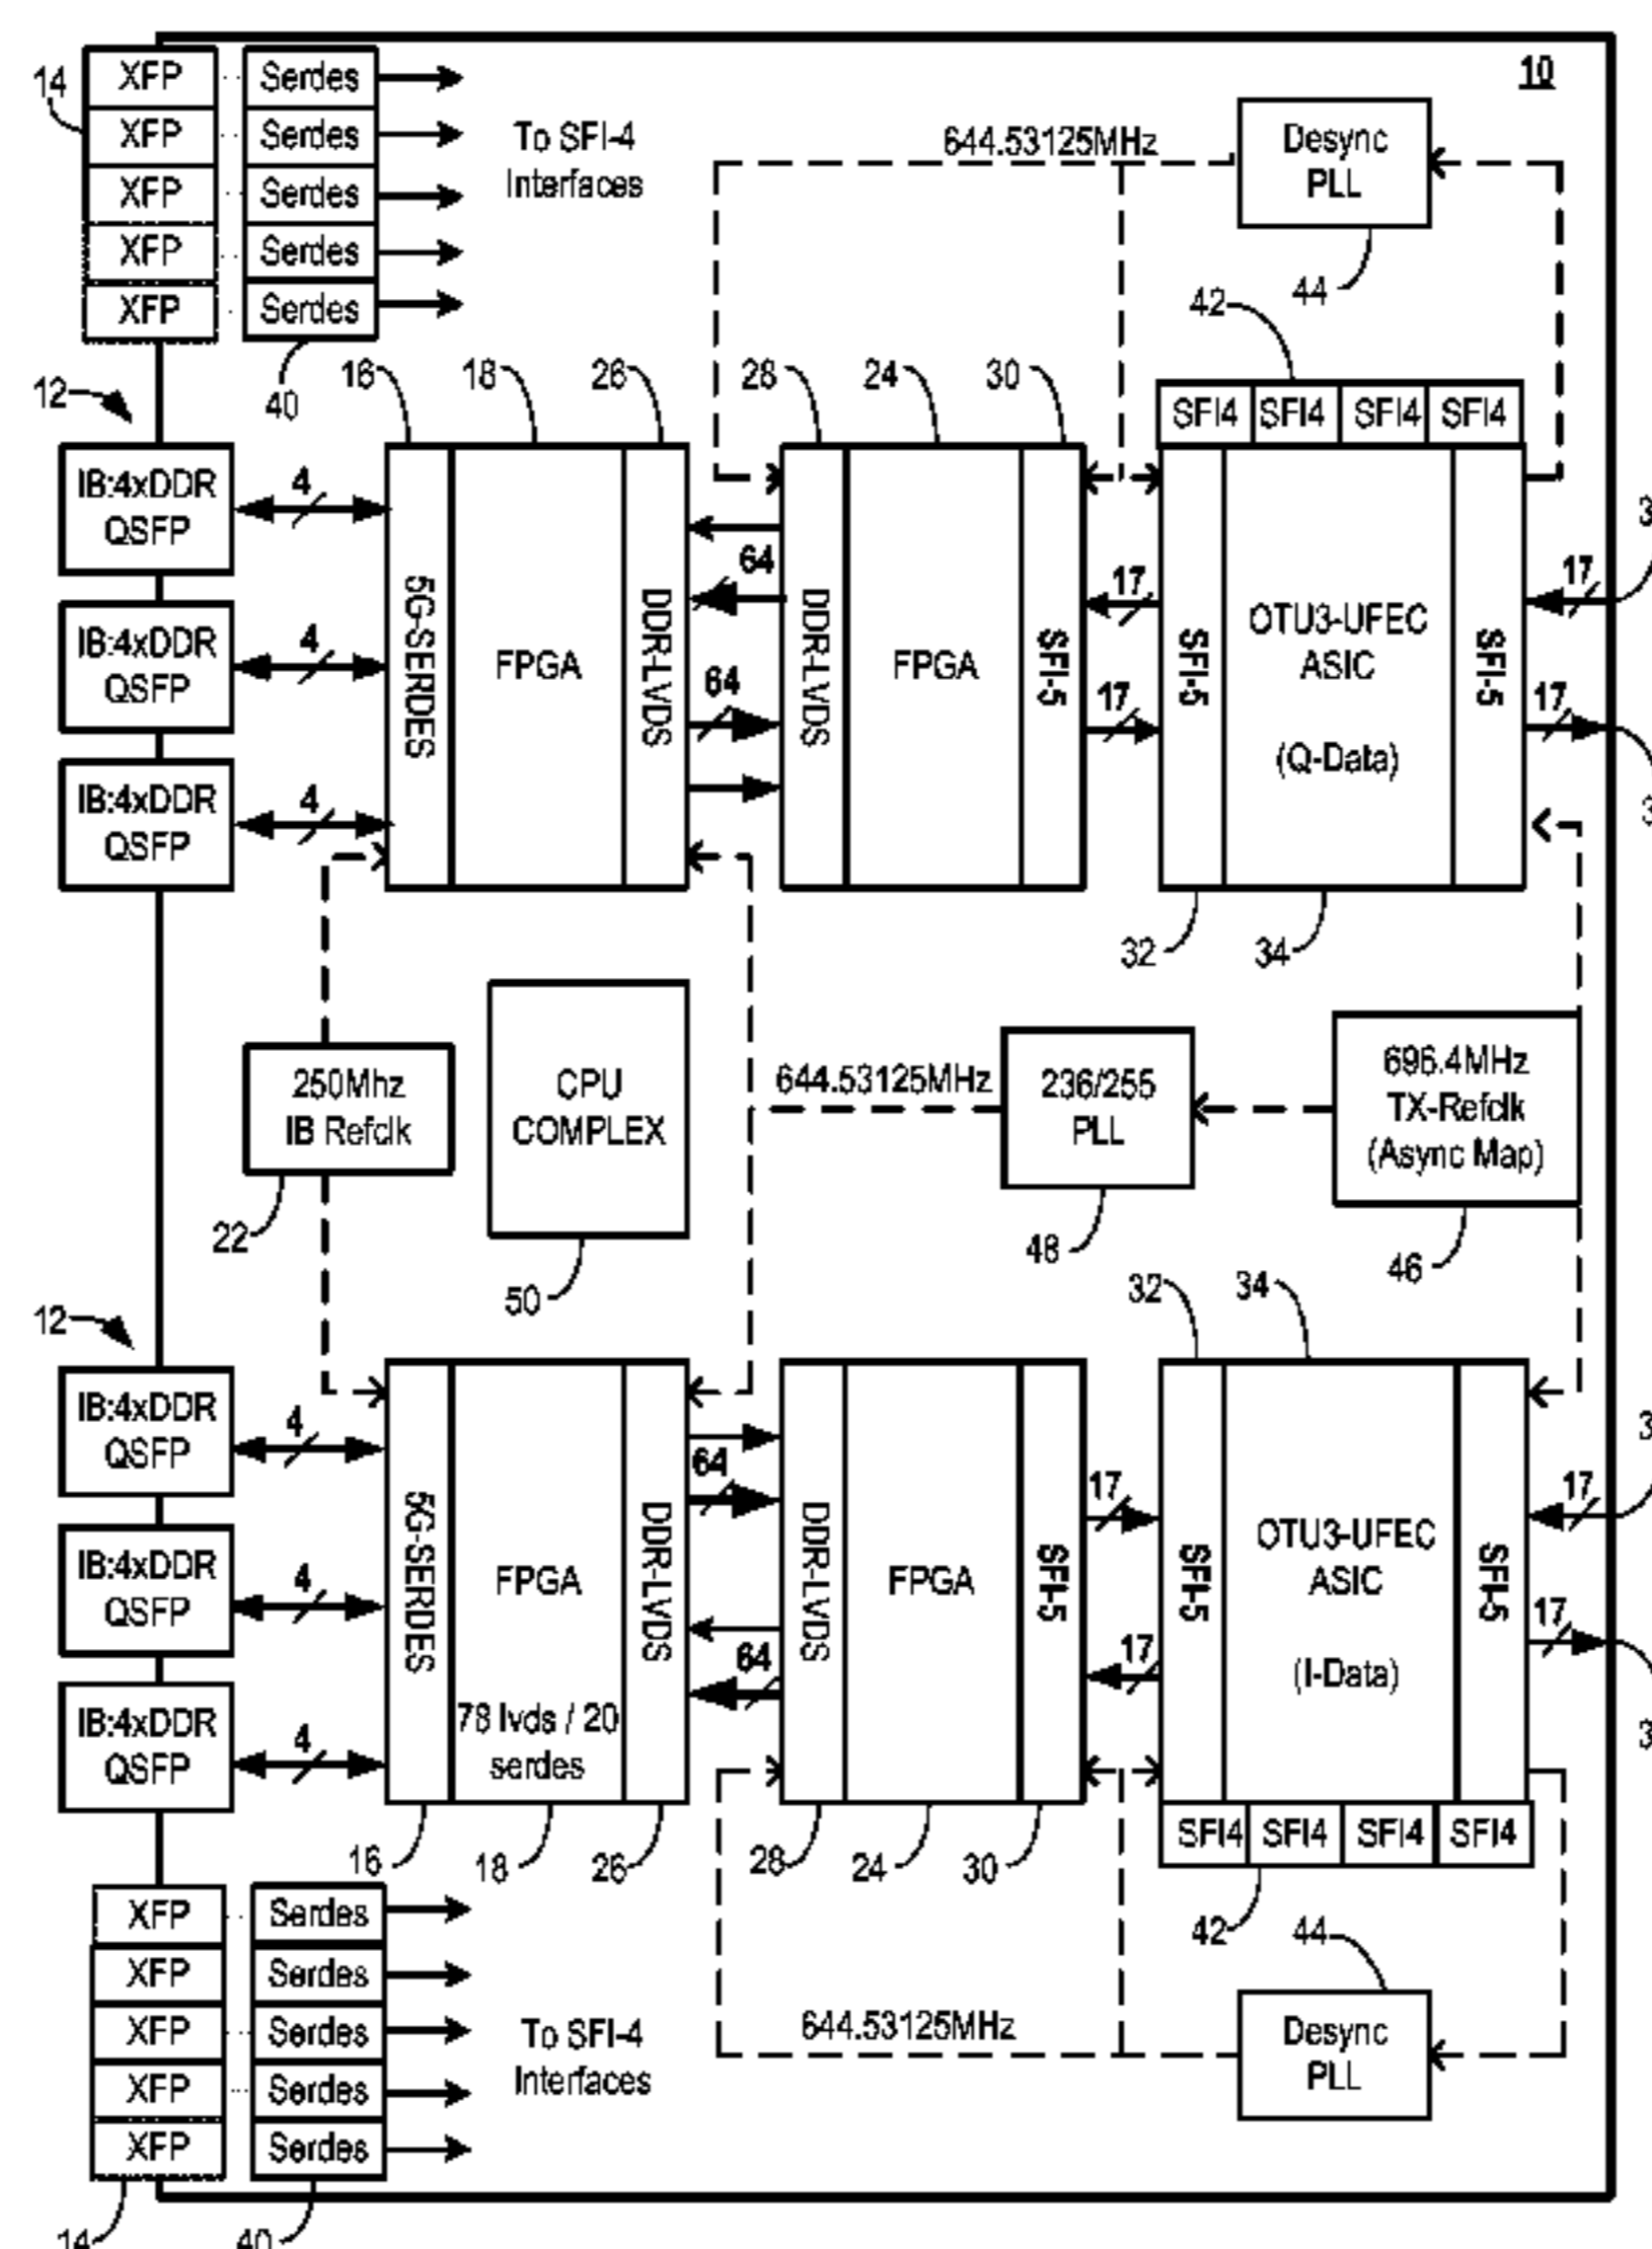 10
14
XFP
Serdes
XFP
Serdes
XFP
Serdes
XFP
Serdes
XFP
Serdes
To SFI-4
Interfaces
40
644.53125MHz
Desync
PLL
44
42
SFI4 SFI4 SFI4 SFI4
12
16
18
26
28
24
30
IB:4xDDR
QSFP
4
IB:4xDDR
QSFP
4
IB:4xDDR
QSFP
4
5G-SERDES
FPGA
DDR-LVDS
64
64
DDR-LVDS
FPGA
SFI-5
17
17
SFI-5
OTU3-UFEC
ASIC
(Q-Data)
SFI-5
17
17
32
34
250Mhz
IB Refclk
22
CPU
COMPLEX
50
644.53125MHz
236/255
PLL
48
696.4MHz
TX-Refclk
(Async Map)
46
12
32
34
IB:4xDDR
QSFP
4
IB:4xDDR
QSFP
4
IB:4xDDR
QSFP
4
5G-SERDES
FPGA
78 lvds / 20
serdes
DDR-LVDS
64
64
DDR-LVDS
FPGA
SFI-5
17
17
SFI-5
OTU3-UFEC
ASIC
(I-Data)
SFI-5
17
17
SFI4 SFI4 SFI4 SFI4
16
18
26
28
24
30
42
44
XFP
Serdes
XFP
Serdes
XFP
Serdes
XFP
Serdes
XFP
Serdes
To SFI-4
Interfaces
644.53125MHz
Desync
PLL
14
40